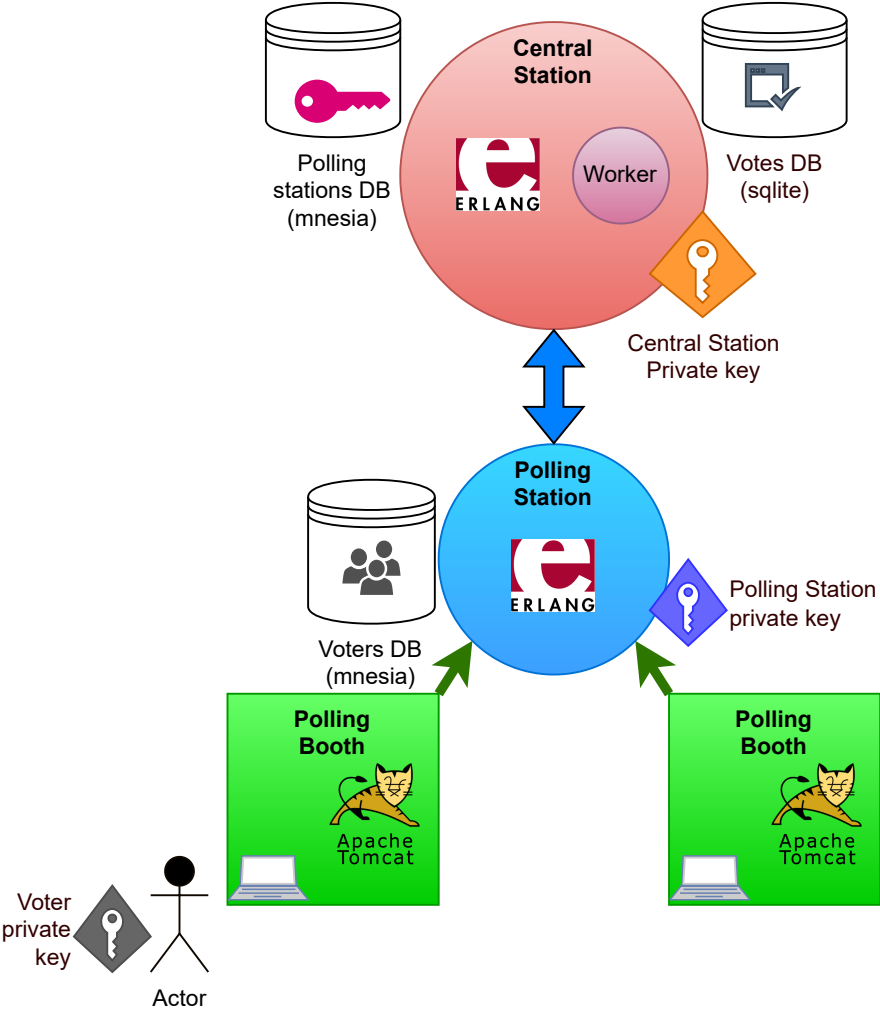 Central
Station
Polling
stations DB
(mnesia)
ERLANG
Worker
Votes DB
(sqlite)
Central Station
Private key
Polling
Station
ERLANG
Voters DB
(mnesia)
Polling Station
private key
Polling
Booth
Apache
Tomcat
Polling
Booth
Apache
Tomcat
Voter
private
key
Actor